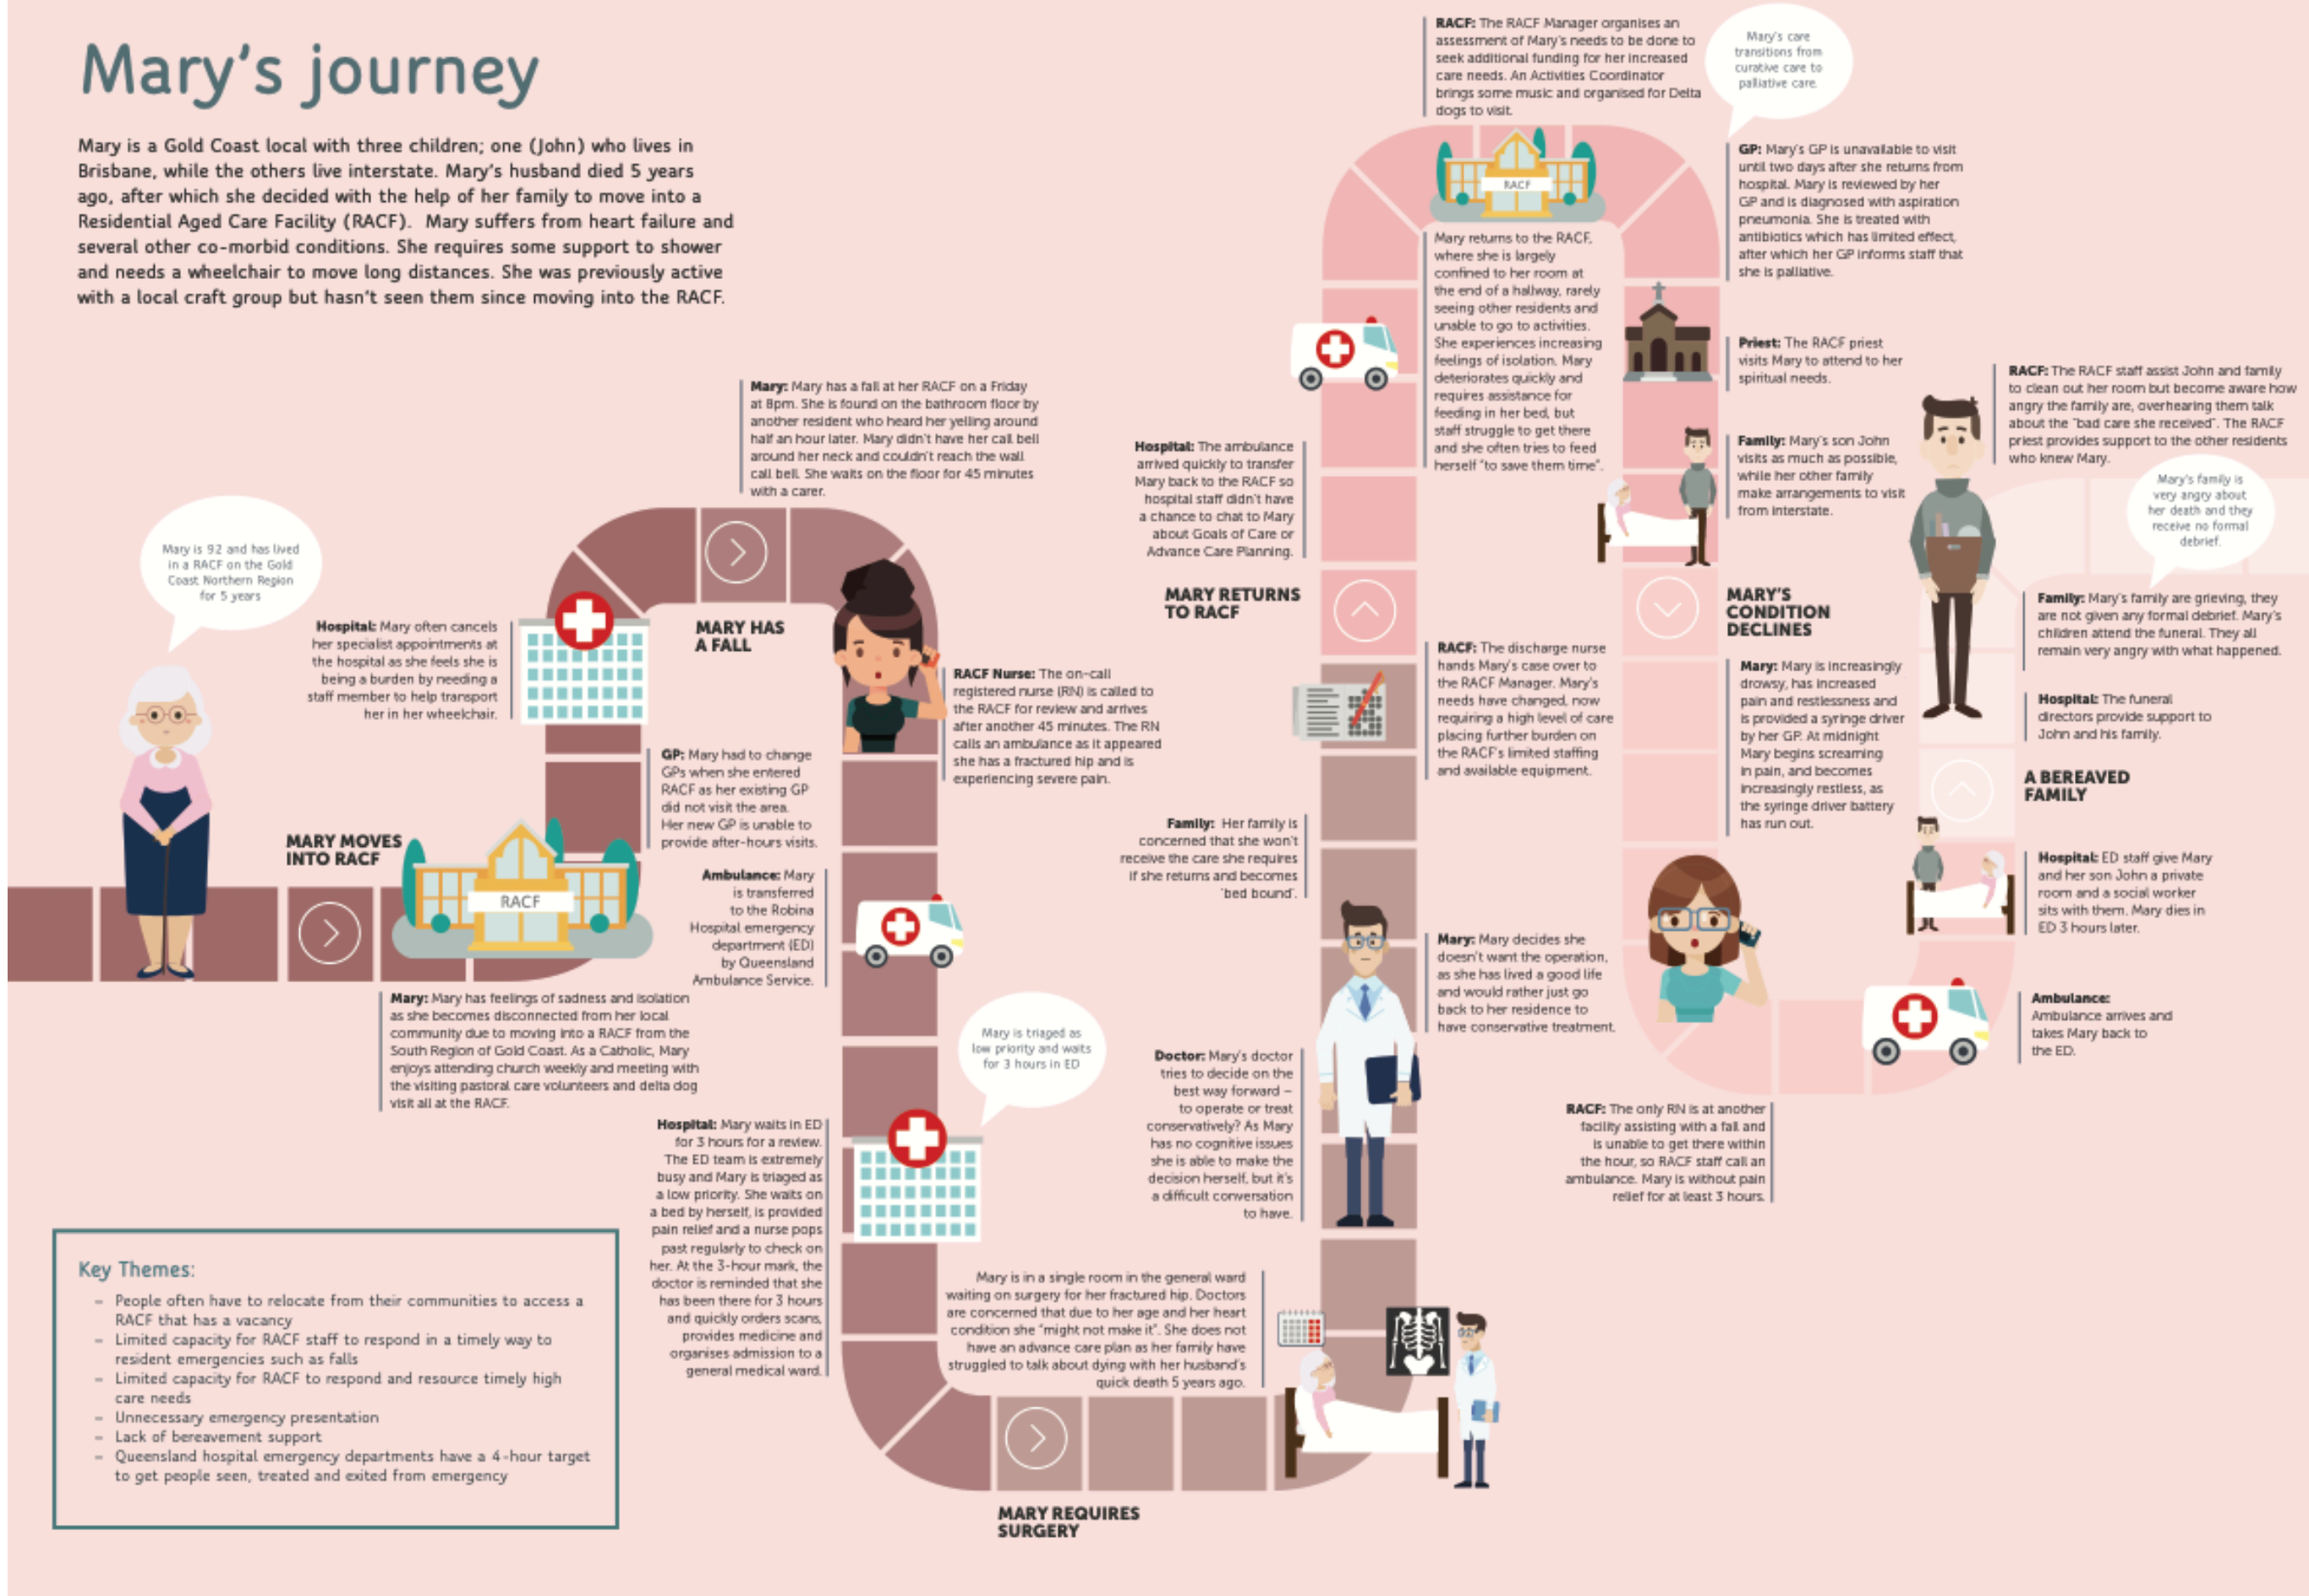 Mary's journey
Mary is a Gold Coast local with three children; one (John) who lives in
Brisbane, while the others live interstate. Mary's husband died 5 years
ago, after which she decided with the help of her family to move into a
Residential Aged Care Facility (RACF).  Mary suffers from heart failure and
several other co-morbid conditions. She requires some support to shower
and needs a wheelchair to move long distances. She was previously active
with a local craft group but hasn't seen them since moving into the RACF.
Mary is 92 and has lived
in a RACF on the Gold
Coast Northern Region
for 5 years
MARY MOVES
INTO RACF
RACF
Mary: Mary has feelings of sadness and isolation
as she becomes disconnected from her local
community due to moving into a RACF from the
South Region of Gold Coast. As a Catholic, Mary
enjoys attending church weekly and meeting with
the visiting pastoral care volunteers and delta dog
visit all at the RACF.
GP: Mary had to change
GPs when she entered
RACF as her existing GP
did not visit the area.
Her new GP is unable to
provide after-hours visits.
Hospital: Mary often cancels
her specialist appointments at
the hospital as she feels she is
being a burden by needing a
staff member to help transport
her in her wheelchair.
MARY HAS
A FALL
Mary: Mary has a fall at her RACF on a Friday
at 8pm. She is found on the bathroom floor by
another resident who heard her yelling around
half an hour later. Mary didn't have her call bell
around her neck and couldn't reach the wall
call bell. She waits on the floor for 45 minutes
with a carer.
RACF Nurse: The on-call
registered nurse (RN) is called to
the RACF for review and arrives
after another 45 minutes. The RN
calls an ambulance as it appeared
she has a fractured hip and is
experiencing severe pain.
Ambulance: Mary
is transferred
to the Robina
Hospital emergency
department (ED)
by Queensland
Ambulance Service.
Mary is triaged as
low priority and waits
for 3 hours in ED
Hospital: Mary waits in ED
for 3 hours for a review.
The ED team is extremely
busy and Mary is triaged as
a low priority. She waits on
a bed by herself, is provided
pain relief and a nurse pops
past regularly to check on
her. At the 3-hour mark, the
doctor is reminded that she
has been there for 3 hours
and quickly orders scans,
provides medicine and
organises admission to a
general medical ward.
MARY REQUIRES
SURGERY
Mary is in a single room in the general ward
waiting on surgery for her fractured hip. Doctors
are concerned that due to her age and her heart
condition she "might not make it". She does not
have an advance care plan as her family have
struggled to talk about dying with her husband's
quick death 5 years ago.
Doctor: Mary's doctor
tries to decide on the
best way forward –
to operate or treat
conservatively? As Mary
has no cognitive issues
she is able to make the
decision herself, but it's
a difficult conversation
to have.
Mary: Mary decides she
doesn't want the operation,
as she has lived a good life
and would rather just go
back to her residence to
have conservative treatment.
Family:  Her family is
concerned that she won't
receive the care she requires
if she returns and becomes
'bed bound'.
RACF: The discharge nurse
hands Mary's case over to
the RACF Manager. Mary's
needs have changed, now
requiring a high level of care
placing further burden on
the RACF's limited staffing
and available equipment.
MARY RETURNS
TO RACF
Hospital: The ambulance
arrived quickly to transfer
Mary back to the RACF so
hospital staff didn't have
a chance to chat to Mary
about Goals of Care or
Advance Care Planning.
RACF: The RACF Manager organises an
assessment of Mary's needs to be done to
seek additional funding for her increased
care needs. An Activities Coordinator
brings some music and organised for Delta
dogs to visit.
RACF
Mary returns to the RACF,
where she is largely
confined to her room at
the end of a hallway, rarely
seeing other residents and
unable to go to activities.
She experiences increasing
feelings of isolation. Mary
deteriorates quickly and
requires assistance for
feeding in her bed, but
staff struggle to get there
and she often tries to feed
herself "to save them time".
Mary's care
transitions from
curative care to
palliative care.
GP: Mary's GP is unavailable to visit
until two days after she returns from
hospital. Mary is reviewed by her
GP and is diagnosed with aspiration
pneumonia. She is treated with
antibiotics which has limited effect,
after which her GP informs staff that
she is palliative.
Priest: The RACF priest
visits Mary to attend to her
spiritual needs.
Family: Mary's son John
visits as much as possible,
while her other family
make arrangements to visit
from interstate.
MARY'S
CONDITION
DECLINES
Mary: Mary is increasingly
drowsy, has increased
pain and restlessness and
is provided a syringe driver
by her GP. At midnight
Mary begins screaming
in pain, and becomes
increasingly restless, as
the syringe driver battery
has run out.
RACF: The only RN is at another
facility assisting with a fall and
is unable to get there within
the hour, so RACF staff call an
ambulance. Mary is without pain
relief for at least 3 hours.
Ambulance:
Ambulance arrives and
takes Mary back to
the ED.
Hospital: ED staff give Mary
and her son John a private
room and a social worker
sits with them. Mary dies in
ED 3 hours later.
A BEREAVED
FAMILY
Hospital: The funeral
directors provide support to
John and his family.
Family: Mary's family are grieving, they
are not given any formal debrief. Mary's
children attend the funeral. They all
remain very angry with what happened.
Mary's family is
very angry about
her death and they
receive no formal
debrief.
RACF: The RACF staff assist John and family
to clean out her room but become aware how
angry the family are, overhearing them talk
about the "bad care she received". The RACF
priest provides support to the other residents
who knew Mary.
Key Themes:
– People often have to relocate from their communities to access a
RACF that has a vacancy
– Limited capacity for RACF staff to respond in a timely way to
resident emergencies such as falls
– Limited capacity for RACF to respond and resource timely high
care needs
– Unnecessary emergency presentation
– Lack of bereavement support
– Queensland hospital emergency departments have a 4-hour target
to get people seen, treated and exited from emergency